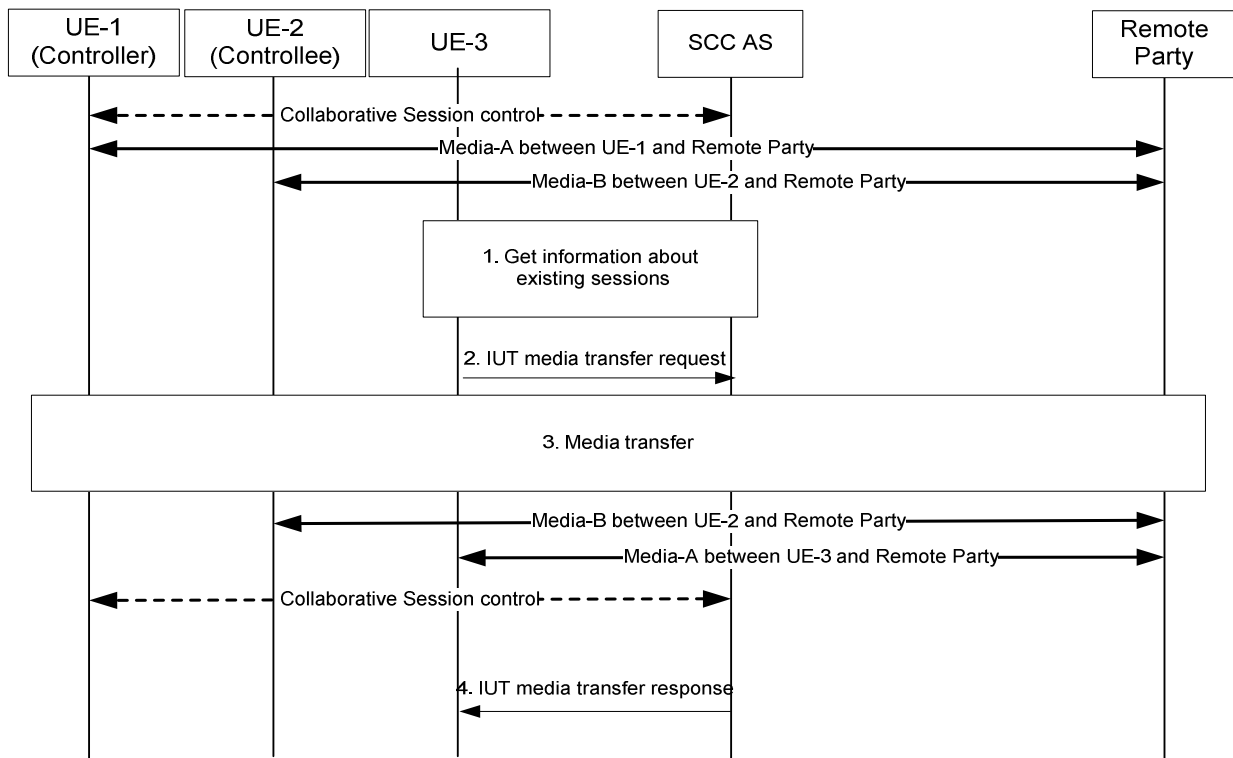 UE-1
(Controller)
UE-2
(Controllee)
UE-3
SCC AS
Remote
Party
Collaborative Session control
Media-A between UE-1 and Remote Party
Media-B between UE-2 and Remote Party
1. Get information about
existing sessions
2. IUT media transfer request
3. Media transfer
Media-B between UE-2 and Remote Party
Media-A between UE-3 and Remote Party
Collaborative Session control
4. IUT media transfer response